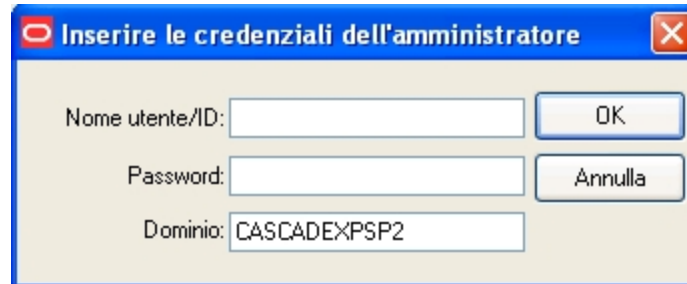 Inserire le credenziali dell'amministratore
Nome utente/ID:
OK
Password:
Annulla
Dominio: CASCADEXPSP2